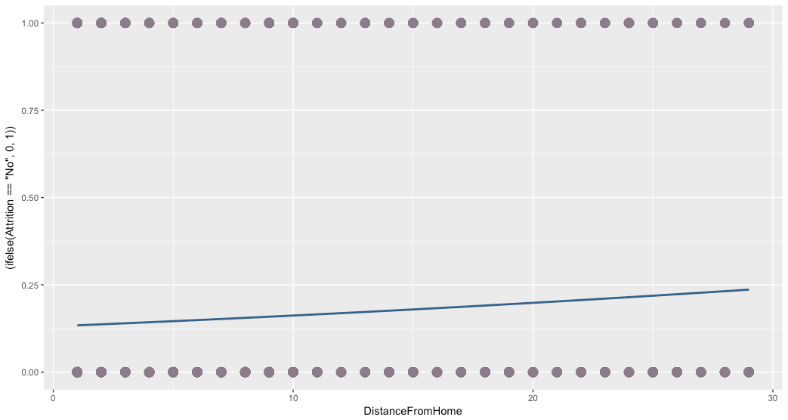 1.00
0.75
0.50
0.25
0.00
(ifelse(Attrition == "No", 0, 1))
0 10 20 30
DistanceFromHome